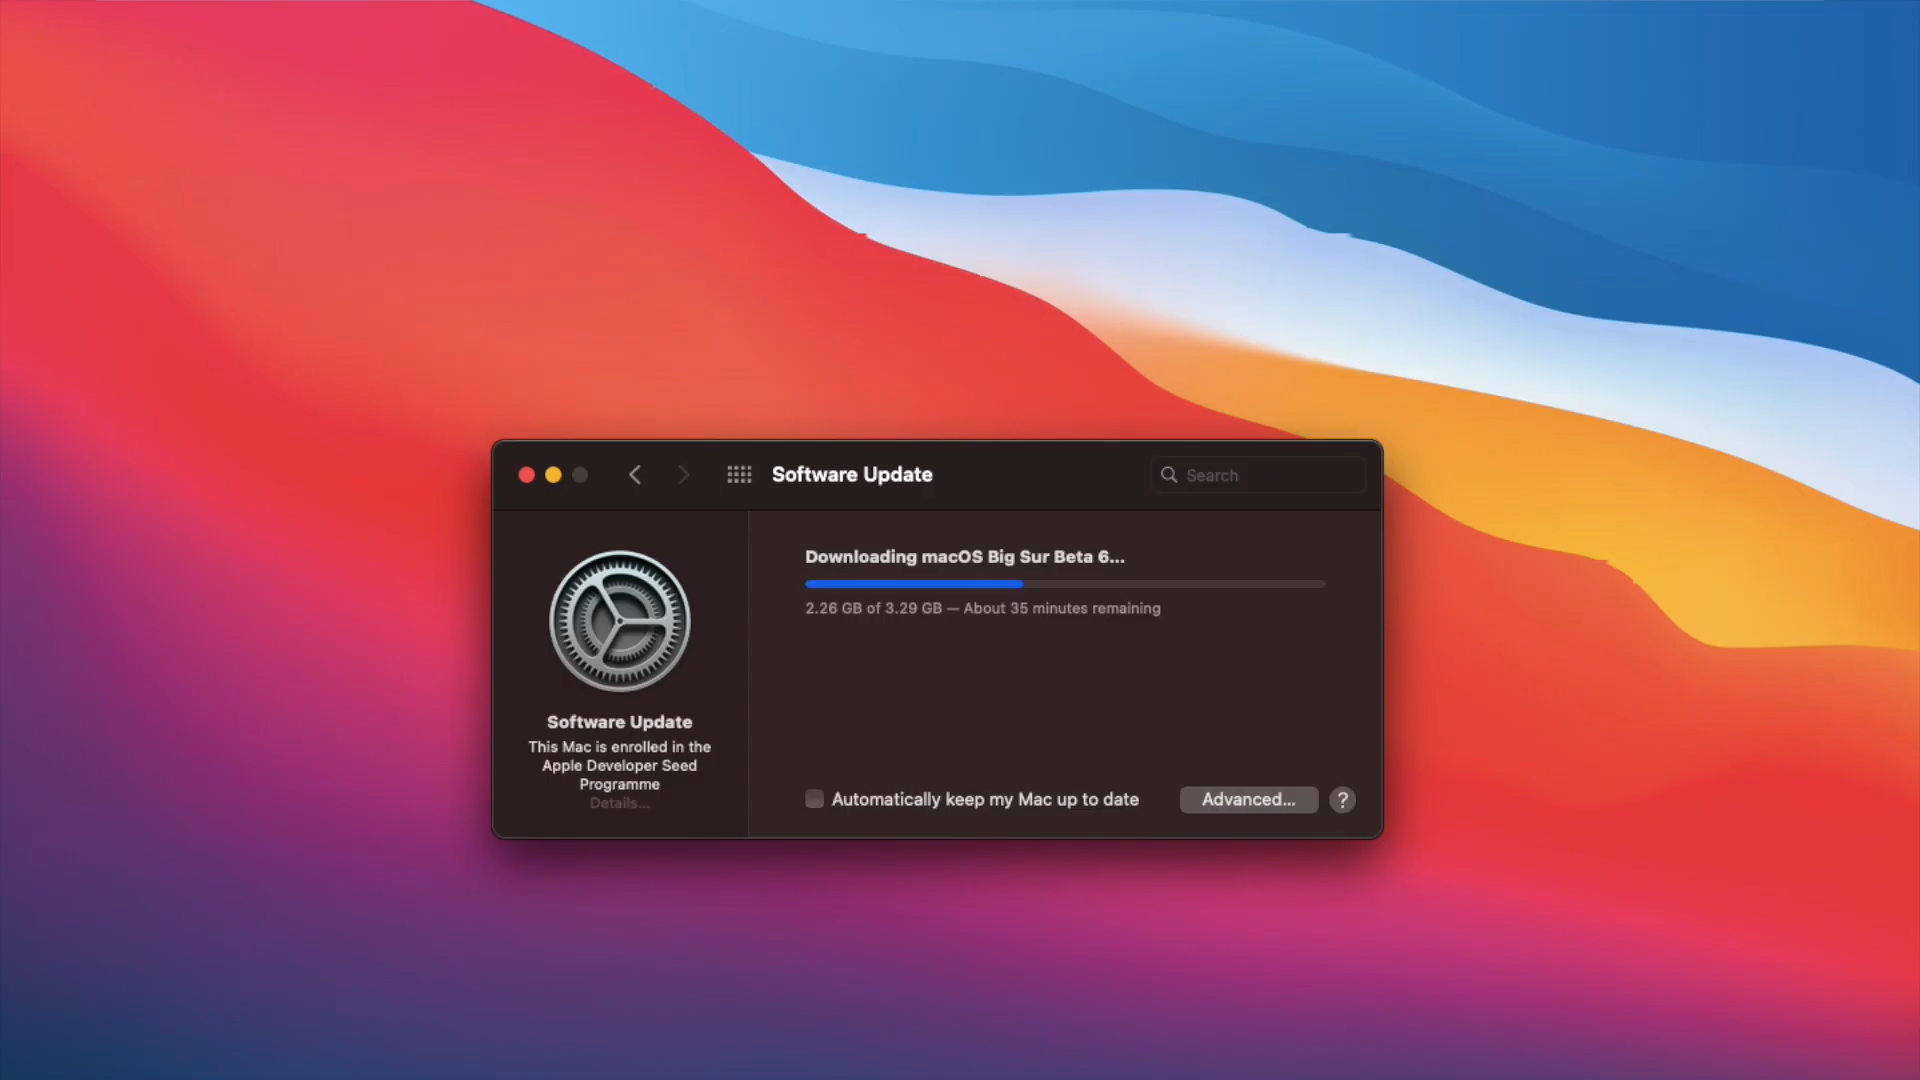 Software Update
Search
Downloading macOS Big Sur Beta 6...
2.26 GB of 3.29 GB — About 35 minutes remaining
Software Update
This Mac is enrolled in the
Apple Developer Seed
Programme
Details...
Automatically keep my Mac up to date
Advanced...
?